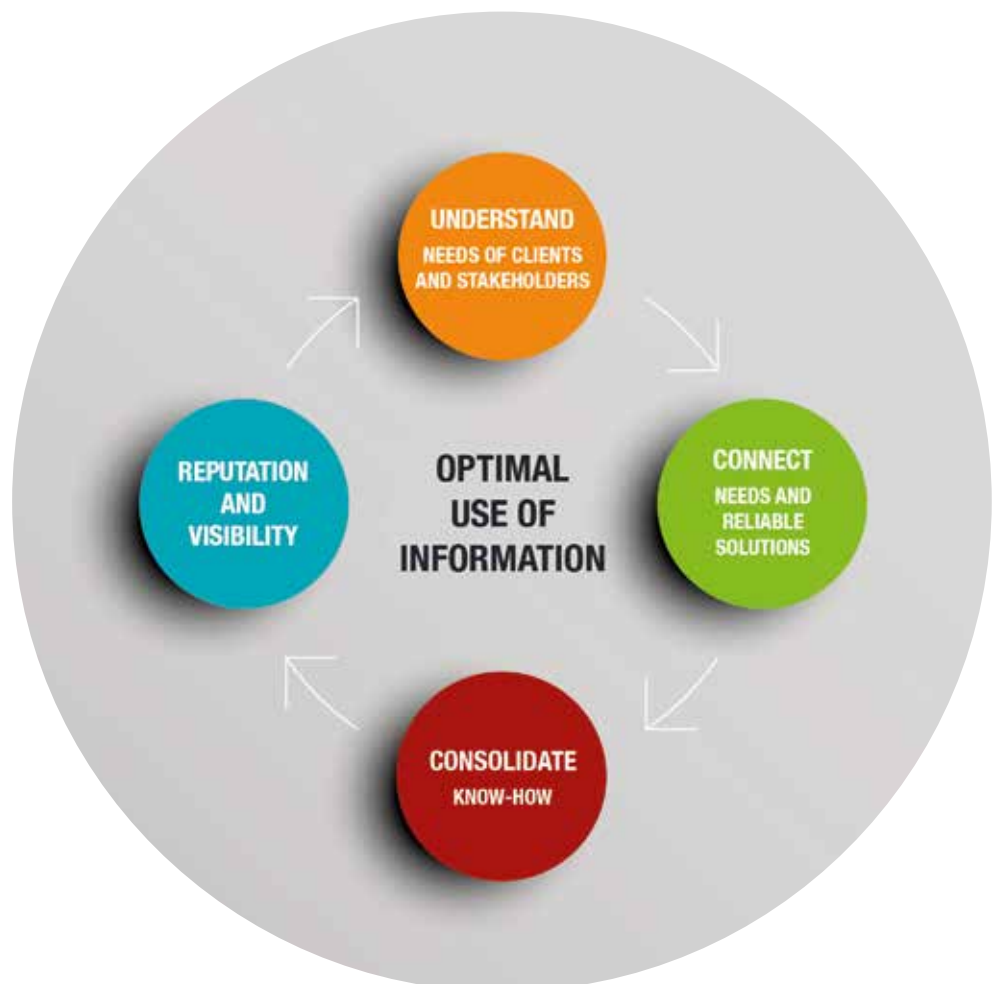 UNDERSTAND
NEEDS OF CLIENTS
AND STAKEHOLDERS
REPUTATION
AND
VISIBILITY
OPTIMAL
USE OF
INFORMATION
CONNECT
NEEDS AND
RELIABLE
SOLUTIONS
CONSOLIDATE
KNOW-HOW